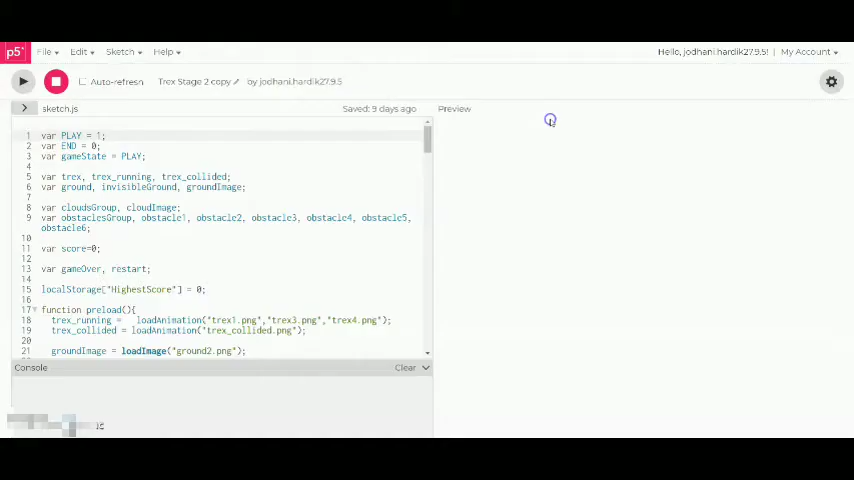 p5* File Edit Sketch Help Hello, jodhani.hardik27.9.5! | My Account
Auto-refresh Trex Stage 2 copy by jodhani.hardik27.9.5
> sketch.js Saved: 9 days ago Preview
1 var PLAY = 1;
2 var END = 0;
3 var gameState = PLAY;
4
5 var trex, trex_running, trex_collided;
6 var ground, invisibleGround, groundImage;
7
8 var cloudsGroup, cloudImage;
9 var obstaclesGroup, obstacle1, obstacle2, obstacle3, obstacle4, obstacle5,
obstacle6;
10
11 var score=0;
12
13 var gameOver, restart;
14
15 localStorage["HighestScore"] = 0;
16
17 function preload(){
18 trex_running = loadAnimation("trex1.png","trex3.png","trex4.png");
19 trex_collided = loadAnimation("trex_collided.png");
20
21 groundImage = loadImage("ground2.png");
Console Clear